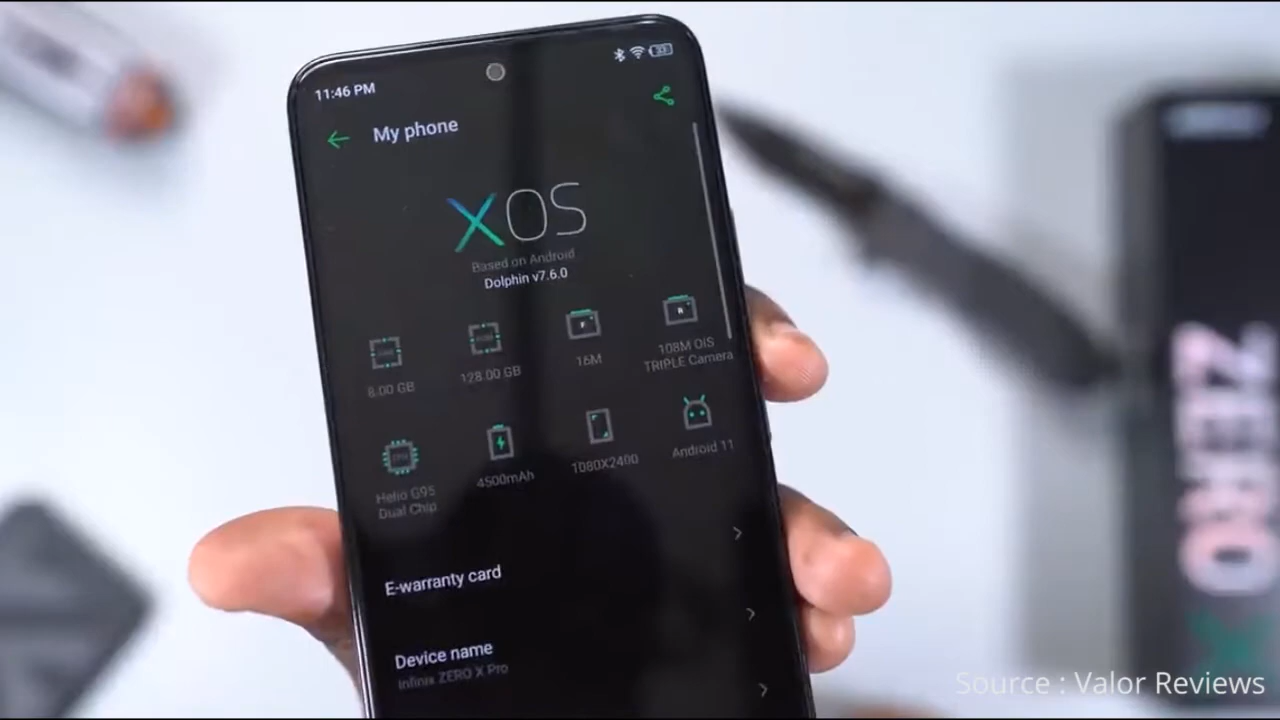 11:46 PM
33
My phone
XOS
Based on Android
Dolphin v7.6.0
8.00 GB
128.00 GB
16M
108M OIS
TRIPLE Camera
Helio G95
Dual Chip
4500mAh
1080X2400
Android 11
E-warranty card
Device name
Infinix ZERO X Pro
ZERO
X
Source : Valor Reviews